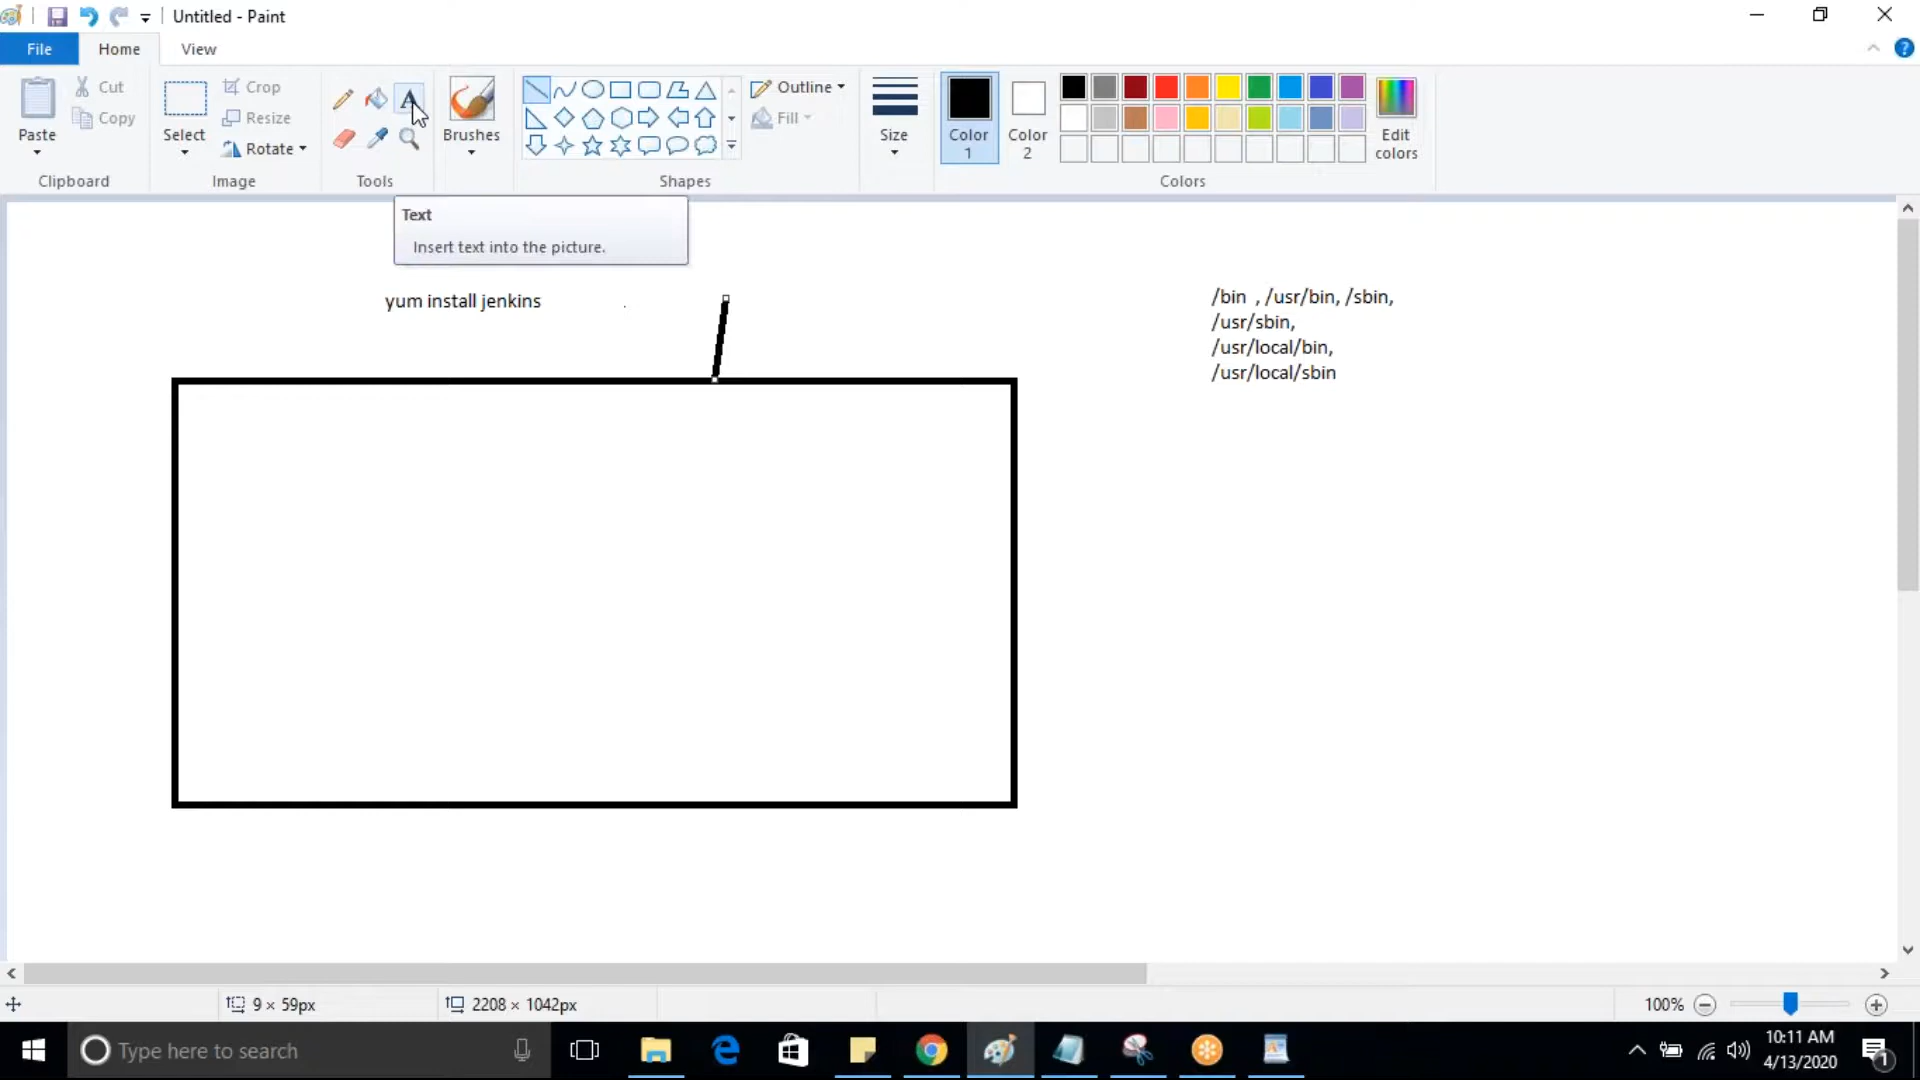 Untitled - Paint
File Home View
Cut
Copy
Paste
Clipboard
Select
Crop
Resize
Rotate
Image
Tools
Brushes
Shapes
Outline
Fill
Size
Color 1
Color 2
Edit colors
Colors
Text
Insert text into the picture.
yum install jenkins .
/bin , /usr/bin, /sbin,
/usr/sbin,
/usr/local/bin,
/usr/local/sbin
9 × 59px
2208 × 1042px
100%
Type here to search
10:11 AM
4/13/2020
1